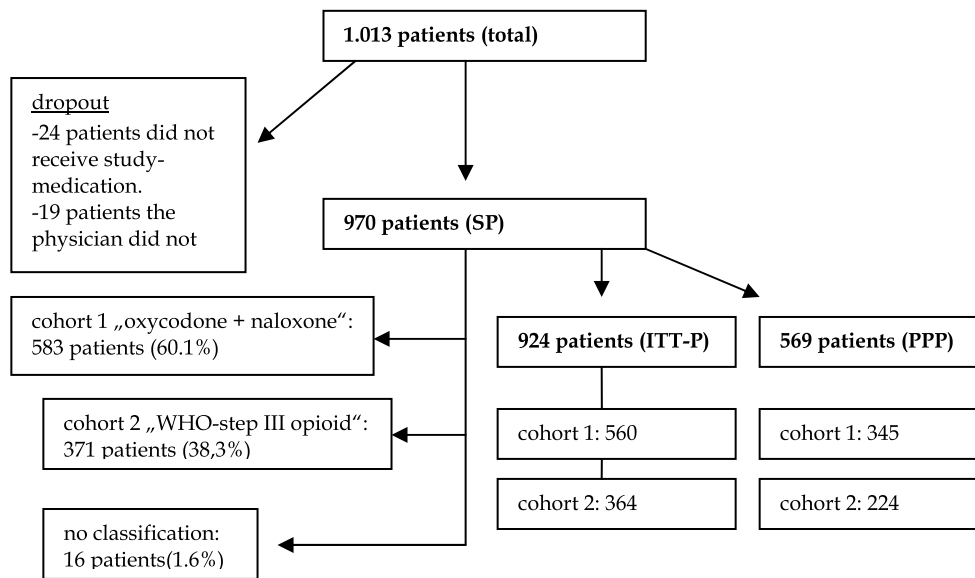 1.013 patients (total)
dropout
-24 patients did not
receive study-
medication.
-19 patients the
physician did not
970 patients (SP)
cohort 1 „oxycodone + naloxone“:
583 patients (60.1%)
924 patients (ITT-P)
569 patients (PPP)
cohort 2 „WHO-step III opioid“:
371 patients (38,3%)
cohort 1: 560
cohort 1: 345
cohort 2: 364
cohort 2: 224
no classification:
16 patients(1.6%)